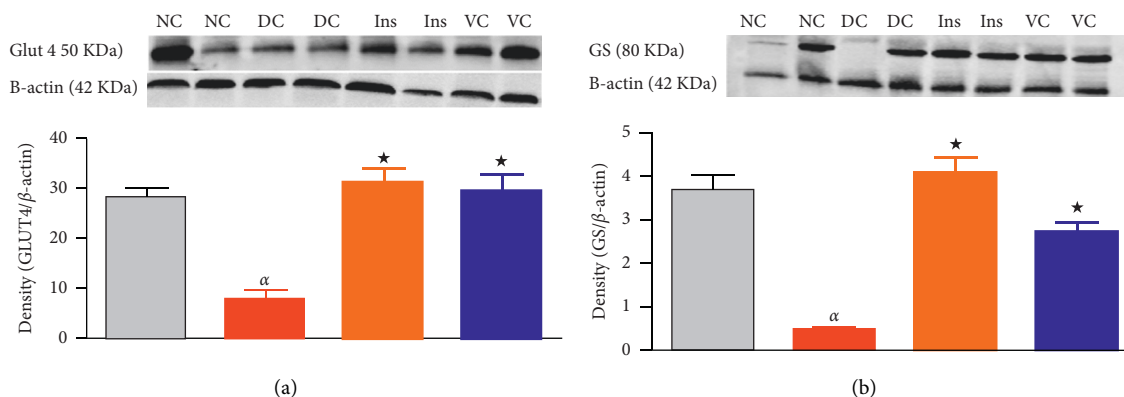 NC NC DC DC Ins Ins VC VC
Glut 4 50 KDa)
B-actin (42 KDa)
Density (GLUT4/β-actin)
40
30
20
10
0
α
★
★
(a)
NC NC DC DC Ins Ins VC VC
GS (80 KDa)
B-actin (42 KDa)
Density (GS/β-actin)
5
4
3
2
1
0
α
★
★
(b)